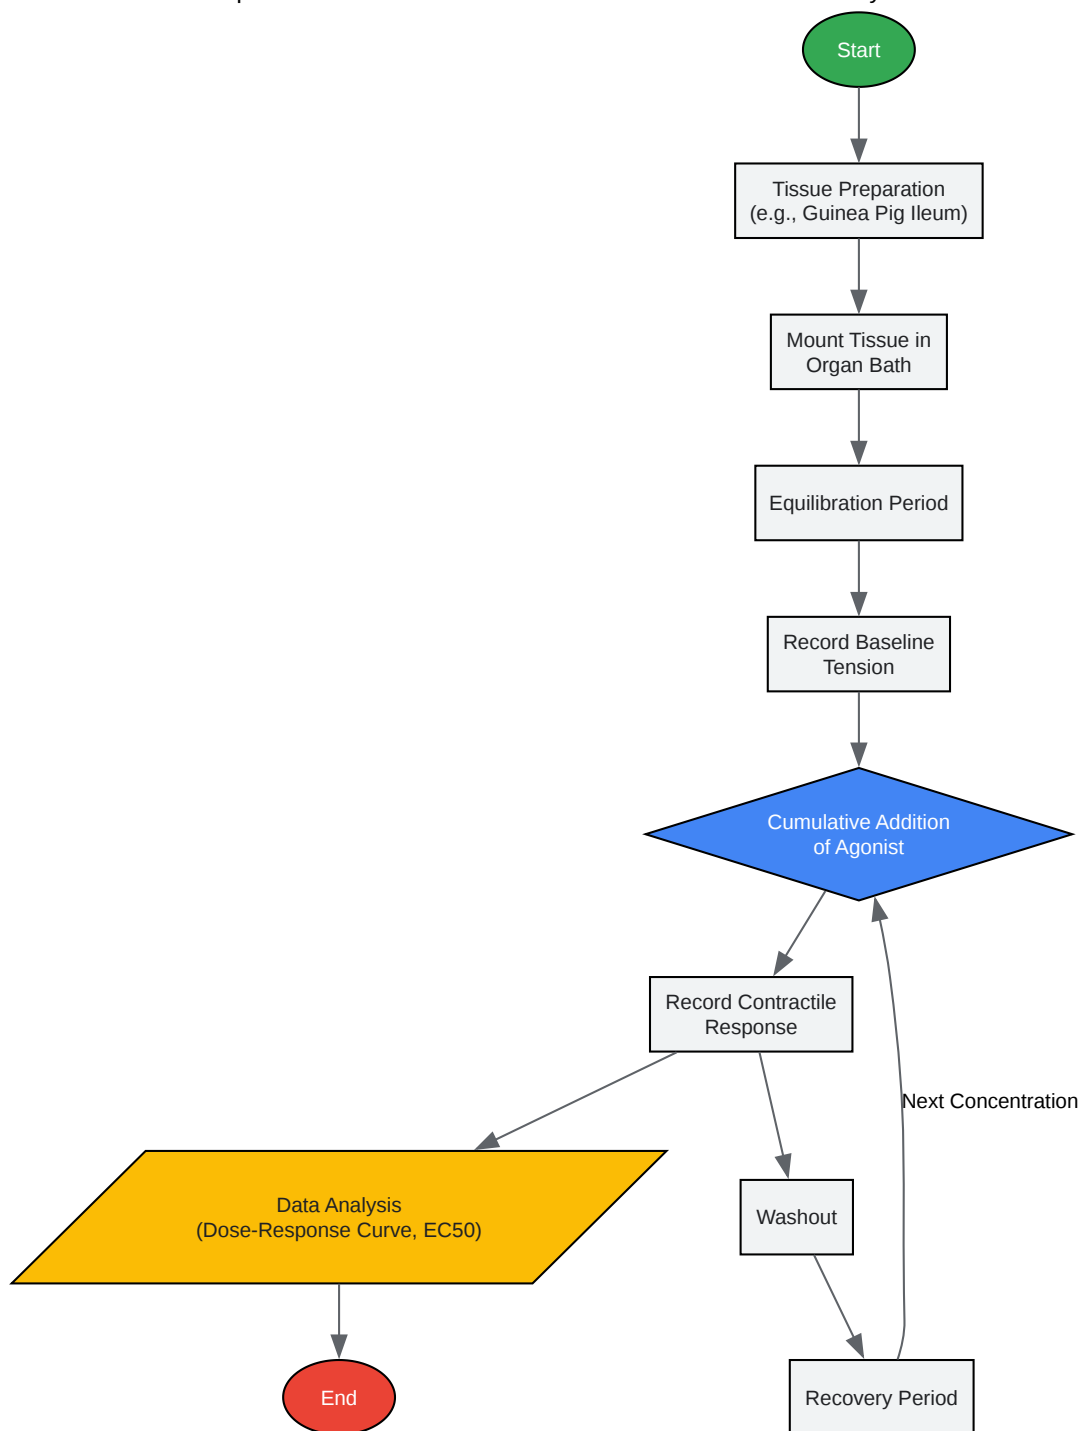 Start
Tissue Preparation
(e.g., Guinea Pig Ileum)
Mount Tissue in
Organ Bath
Equilibration Period
Record Baseline
Tension
Cumulative Addition
of Agonist
Record Contractile
Response
Next Concentration
Data Analysis
(Dose-Response Curve, EC50)
Washout
End
Recovery Period